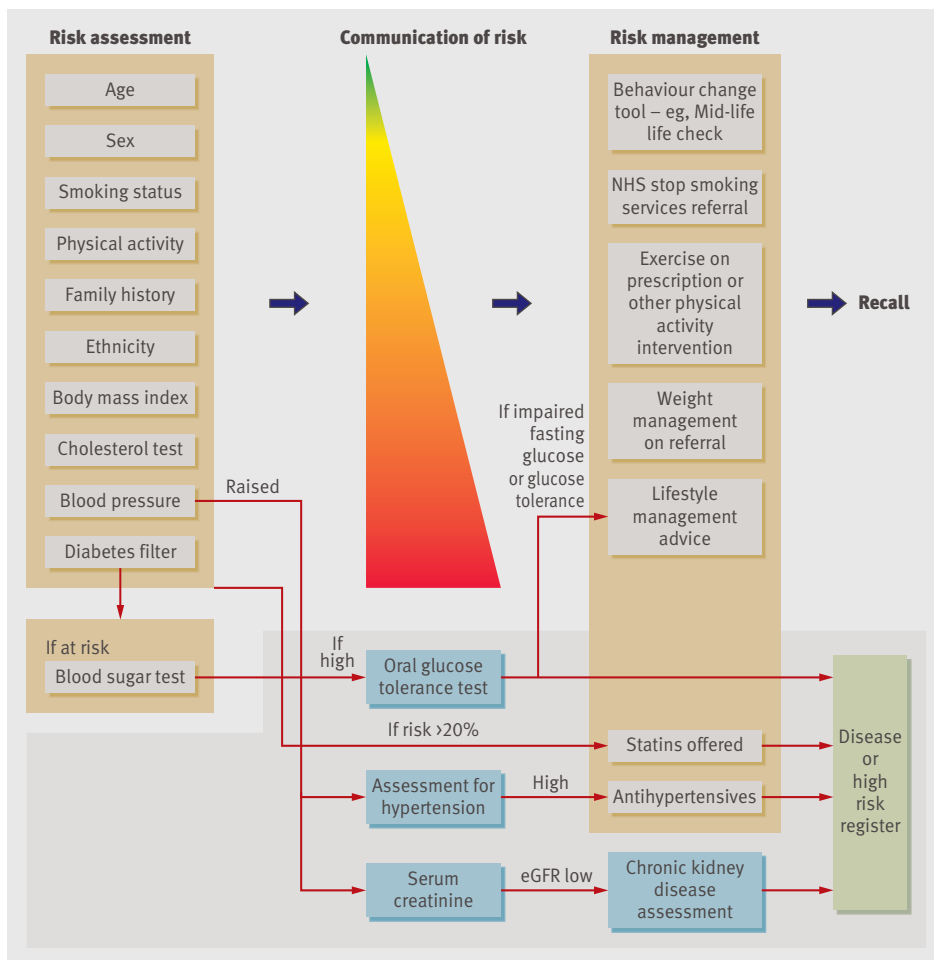 Risk assessment
Age
Sex
Smoking status
Physical activity
Family history
Ethnicity
Body mass index
Cholesterol test
Blood pressure
Diabetes filter
If at risk
Blood sugar test
Raised
Communication of risk
If impaired
fasting
glucose
or glucose
tolerance
If
high
Oral glucose
tolerance test
If risk >20%
Assessment for
hypertension
High
Serum
creatinine
eGFR low
Risk management
Behaviour change
tool – eg, Mid-life
life check
NHS stop smoking
services referral
Exercise on
prescription or
other physical
activity
intervention
Weight
management
on referral
Lifestyle
management
advice
Statins offered
Antihypertensives
Chronic kidney
disease
assessment
Recall
Disease
or
high
risk
register